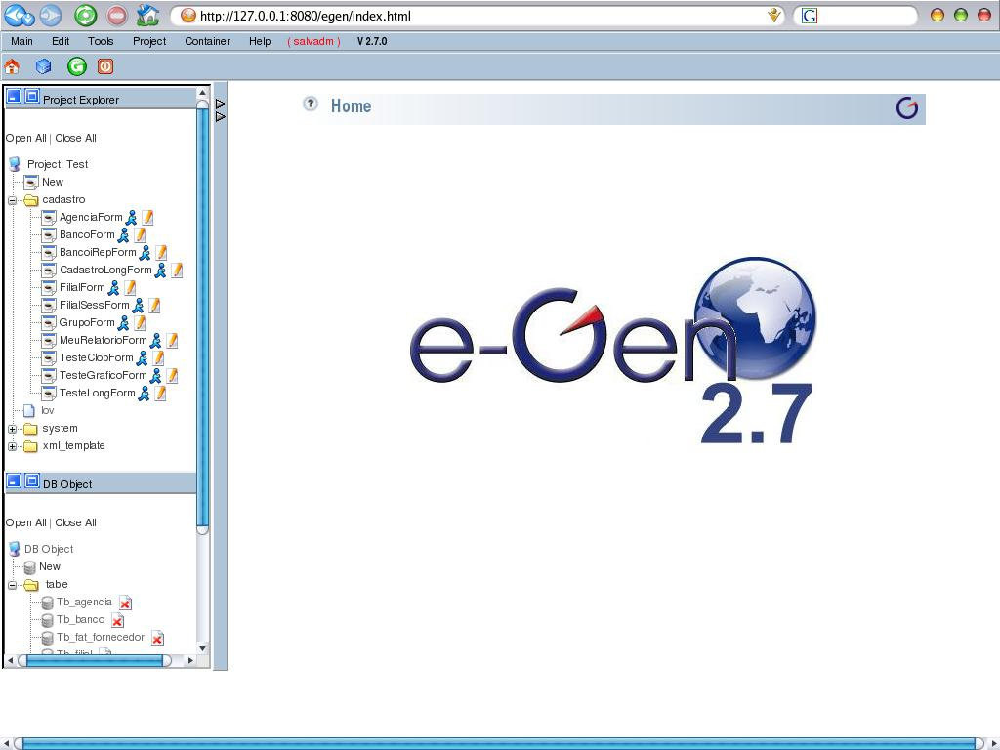 http://127.0.0.1:8080/egen/index.html
Main Edit Tools Project Container Help ( salvadm ) V 2.7.0
Project Explorer
Open All | Close All
Project: Test
New
cadastro
AgenciaForm
BancoForm
BancoiRepForm
CadastroLongForm
FilialForm
FilialSessForm
GrupoForm
MeuRelatorioForm
TesteClobForm
TesteGraficoForm
TesteLongForm
lov
system
xml_template
DB Object
Open All | Close All
DB Object
New
table
Tb_agencia
Tb_banco
Tb_fat_fornecedor
Tb_filial
Home
e-Gen
2.7